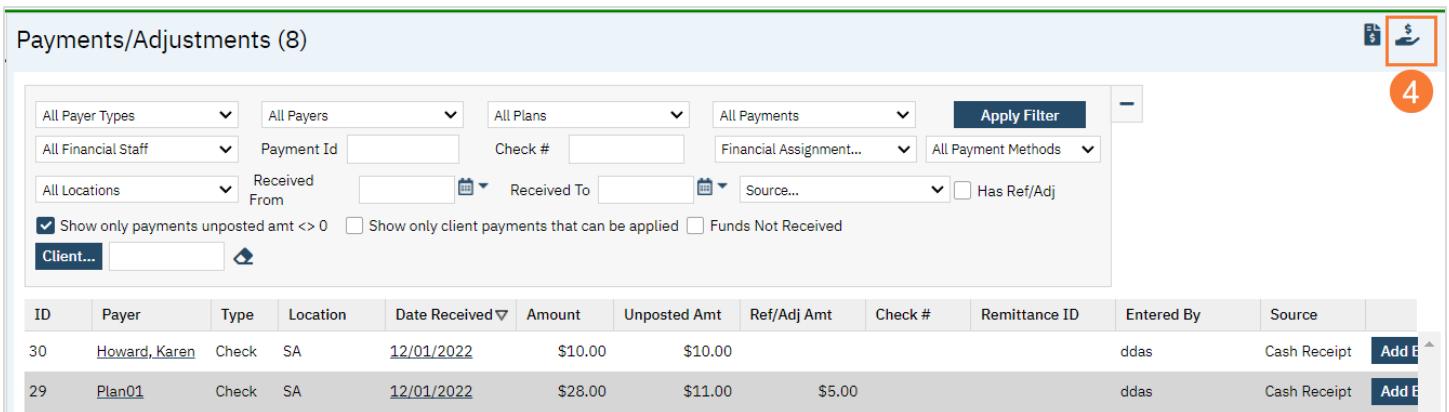 Payments/Adjustments (8)
4
All Payer Types All Payers All Plans All Payments Apply Filter
All Financial Staff Payment Id Check # Financial Assignment... All Payment Methods
All Locations Received From Received To Source... Has Ref/Adj
Show only payments unposted amt <> 0 Show only client payments that can be applied Funds Not Received
Client...
ID Payer Type Location Date Received Amount Unposted Amt Ref/Adj Amt Check # Remittance ID Entered By Source
30 Howard, Karen Check SA 12/01/2022 $10.00 $10.00 ddas Cash Receipt Add
29 Plan01 Check SA 12/01/2022 $28.00 $11.00 $5.00 ddas Cash Receipt Add